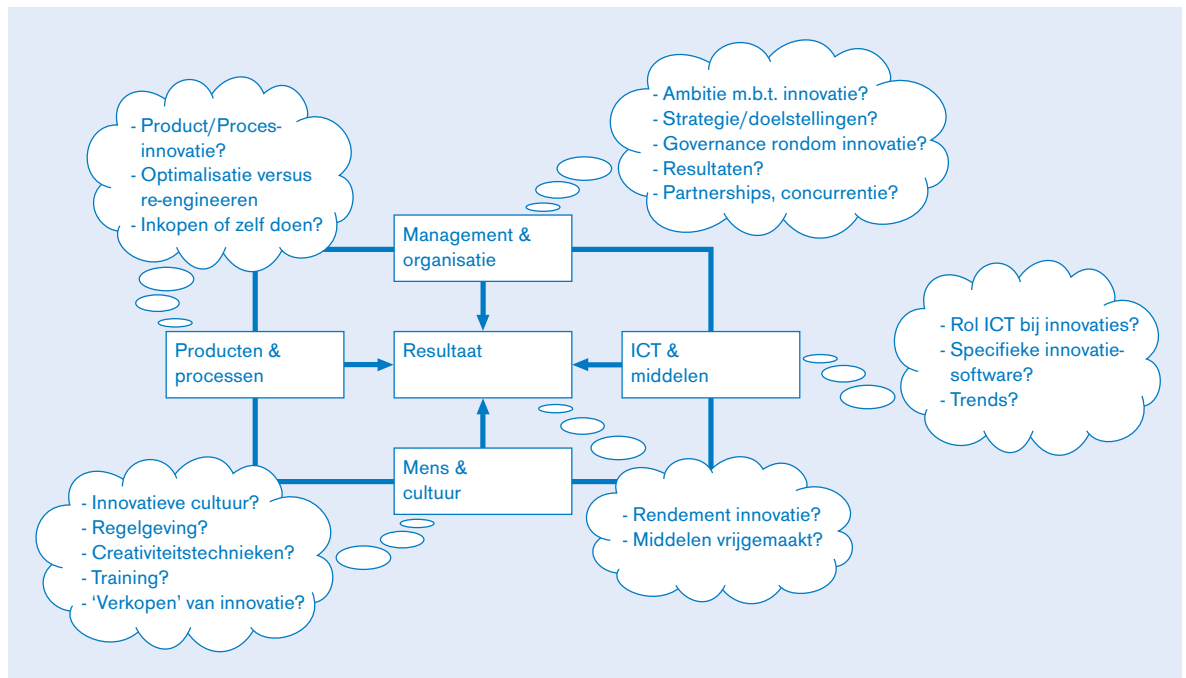 - Product/Proces-
innovatie?
- Optimalisatie versus
re-engineeren
- Inkopen of zelf doen?
- Ambitie m.b.t. innovatie?
- Strategie/doelstellingen?
- Governance rondom innovatie?
- Resultaten?
- Partnerships, concurrentie?
Management &
organisatie
- Rol ICT bij innovaties?
- Specifieke innovatie-
software?
- Trends?
Producten &
processen
Resultaat
ICT &
middelen
Mens &
cultuur
- Innovatieve cultuur?
- Regelgeving?
- Creativiteitstechnieken?
- Training?
- ‘Verkopen’ van innovatie?
- Rendement innovatie?
- Middelen vrijgemaakt?